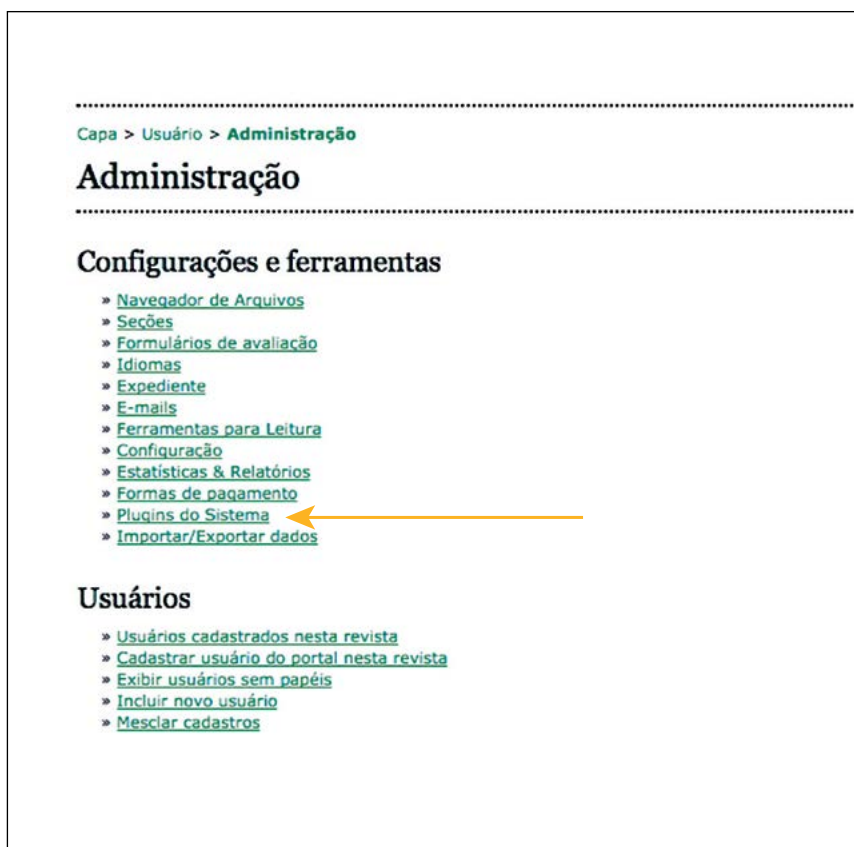 Capa > Usuário > Administração
Administração
Configurações e ferramentas
» Navegador de Arquivos
» Seções
» Formulários de avaliação
» Idiomas
» Expediente
» E-mails
» Ferramentas para Leitura
» Configuração
» Estatísticas & Relatórios
» Formas de pagamento
» Plugins do Sistema
» Importar/Exportar dados
Usuários
» Usuários cadastrados nesta revista
» Cadastrar usuário do portal nesta revista
» Exibir usuários sem papéis
» Incluir novo usuário
» Mesclar cadastros